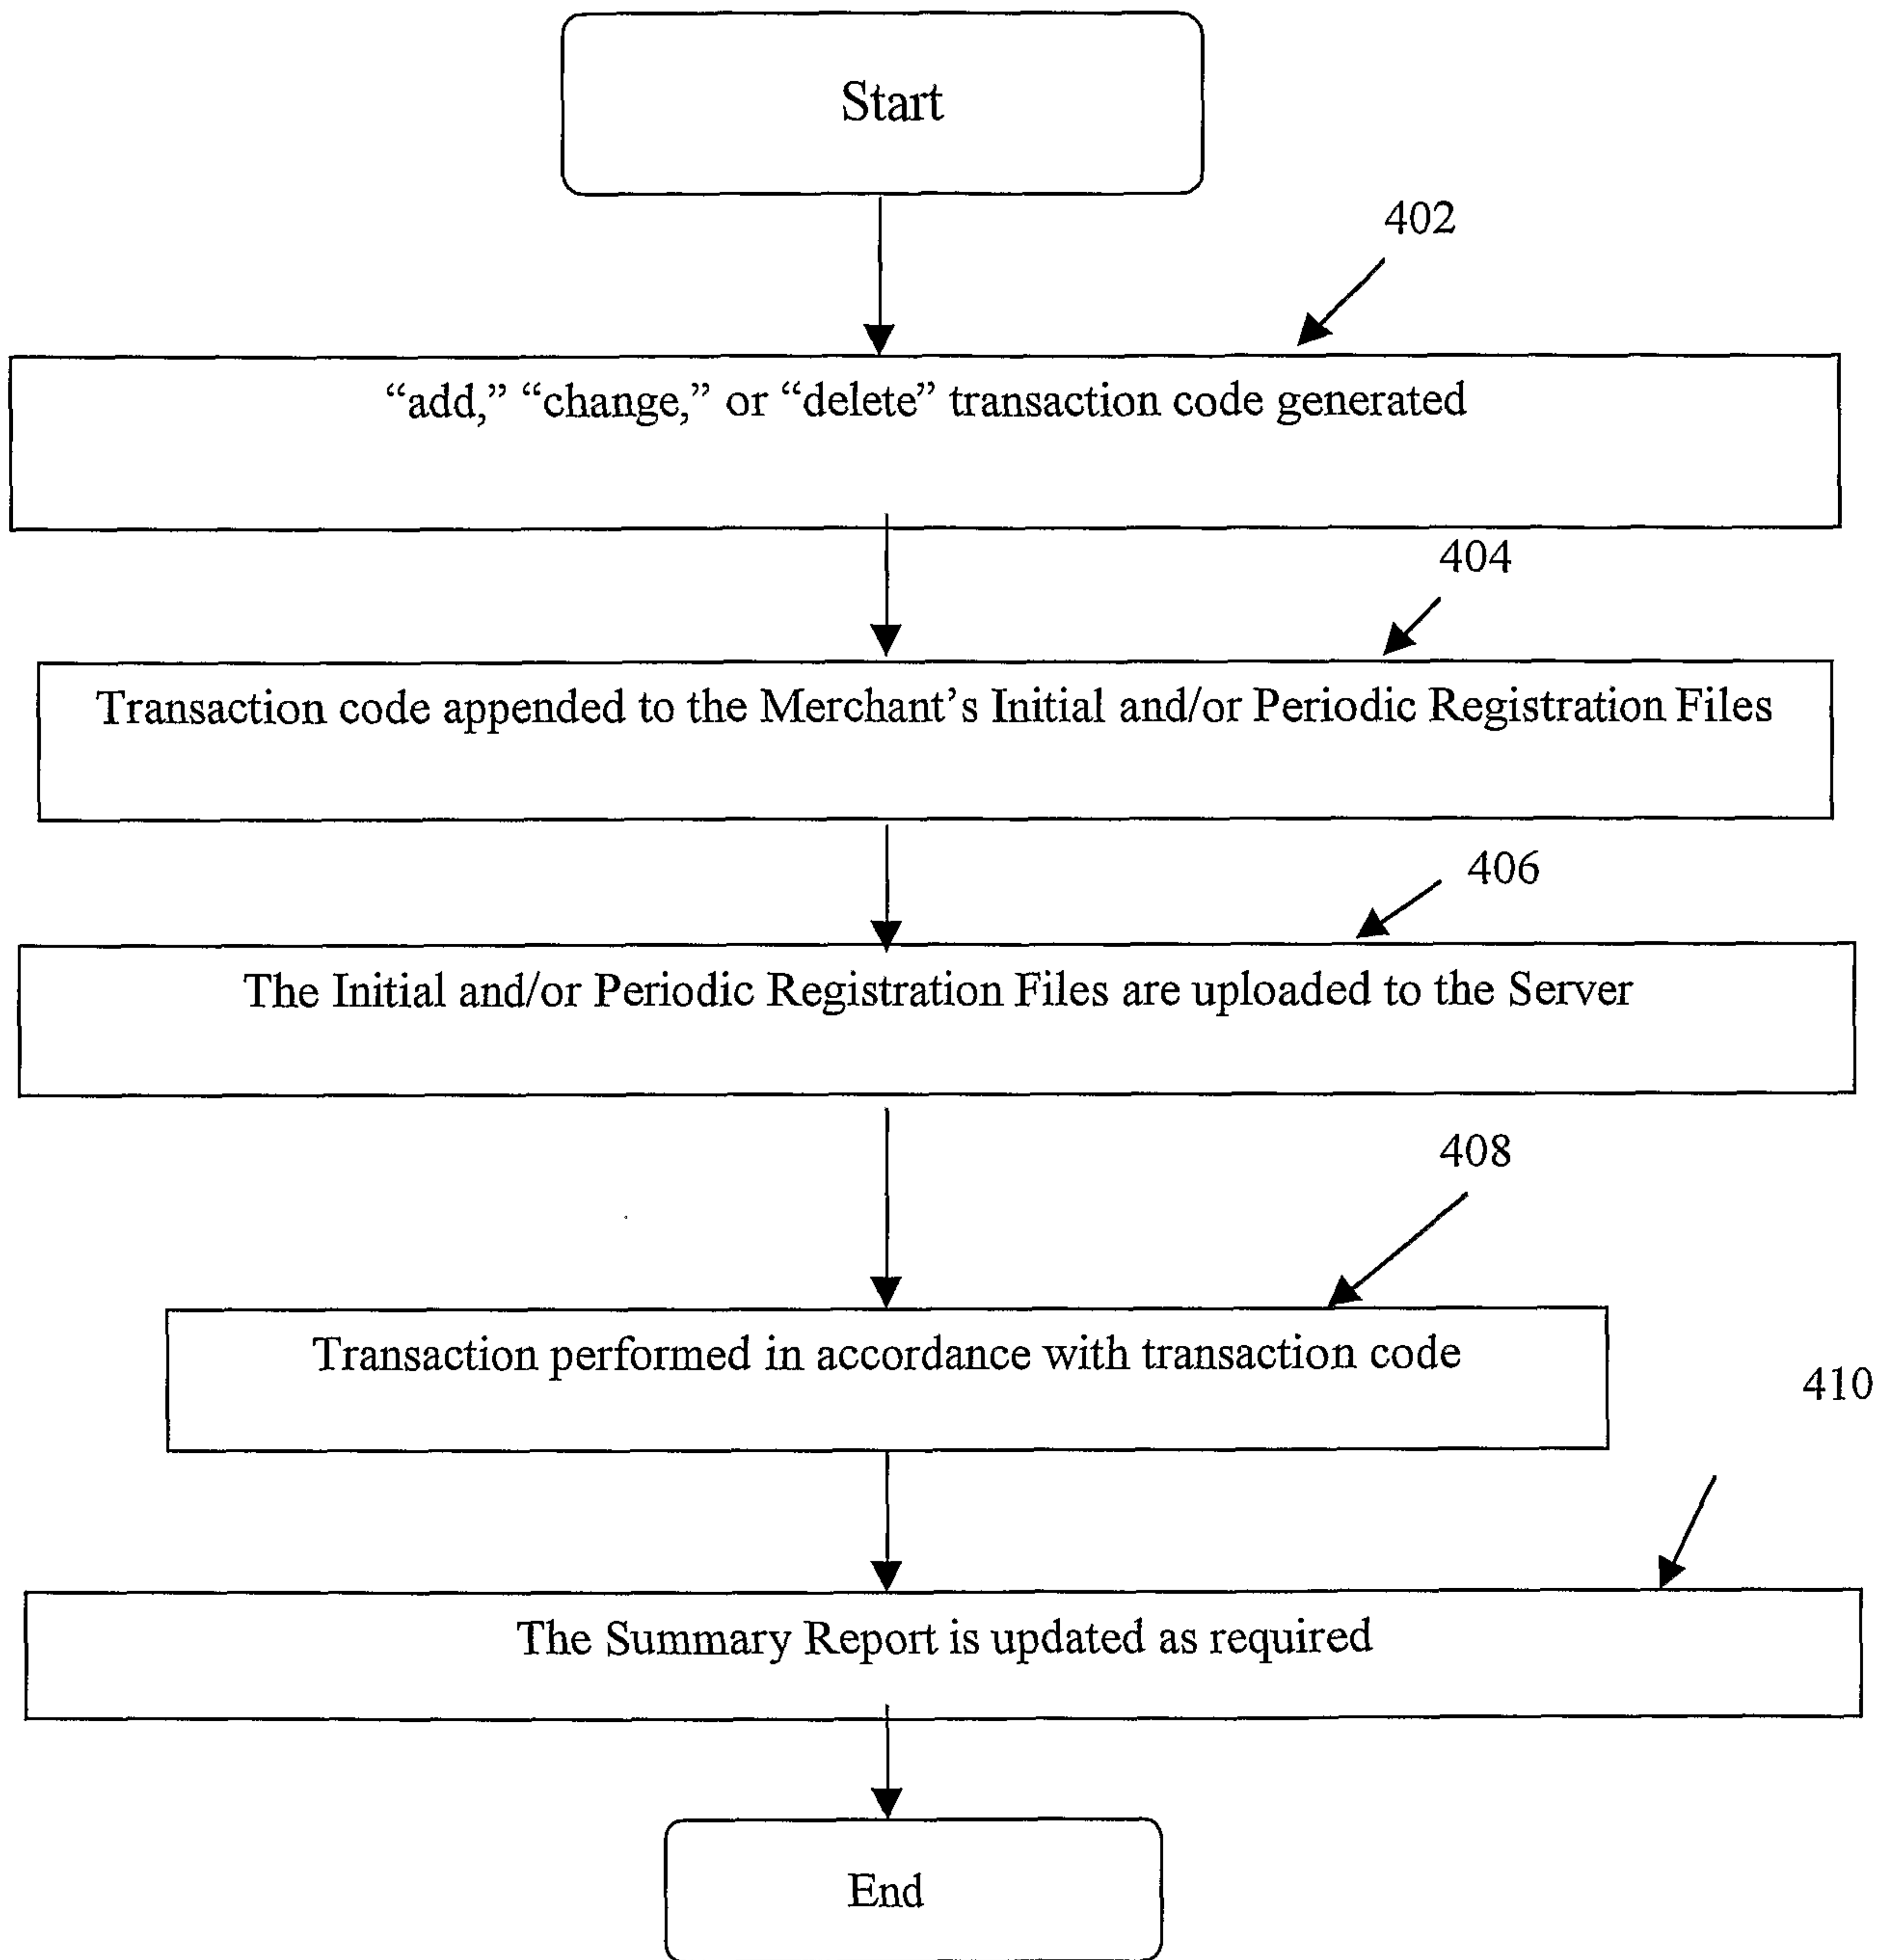 Start
402
“add,” “change,” or “delete” transaction code generated
404
Transaction code appended to the Merchant’s Initial and/or Periodic Registration Files
406
The Initial and/or Periodic Registration Files are uploaded to the Server
408
Transaction performed in accordance with transaction code
410
The Summary Report is updated as required
End